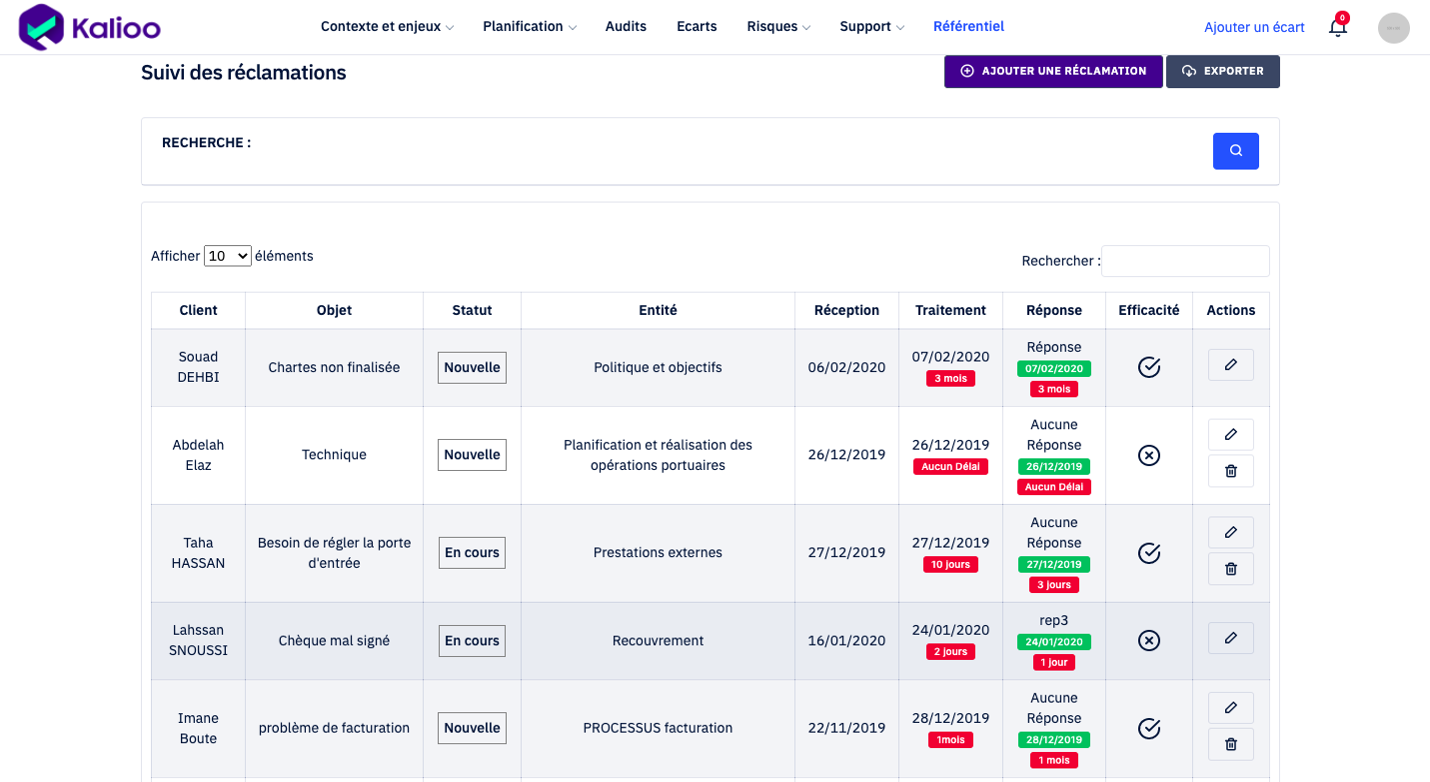 Kalioo
Contexte et enjeux Planification Audits Ecarts Risques Support Référentiel Ajouter un écart 0
Suivi des réclamations
AJOUTER UNE RÉCLAMATION EXPORTER
RECHERCHE :
Afficher 10 éléments
Rechercher :
Client Objet Statut Entité Réception Traitement Réponse Efficacité Actions
Souad
DEHBI
Chartes non finalisée
Nouvelle
Politique et objectifs
06/02/2020
07/02/2020
3 mois
Réponse
07/02/2020
3 mois
Abdelah
Elaz
Technique
Nouvelle
Planification et réalisation des
opérations portuaires
26/12/2019
26/12/2019
Aucun Délai
Aucune
Réponse
26/12/2019
Aucun Délai
Taha
HASSAN
Besoin de régler la porte
d'entrée
En cours
Prestations externes
27/12/2019
27/12/2019
10 jours
Aucune
Réponse
27/12/2019
3 jours
Lahssan
SNOUSSI
Chèque mal signé
En cours
Recouvrement
16/01/2020
24/01/2020
2 jours
rep3
24/01/2020
1 jour
Imane
Boute
problème de facturation
Nouvelle
PROCESSUS facturation
22/11/2019
28/12/2019
1mois
Aucune
Réponse
28/12/2019
1 mois